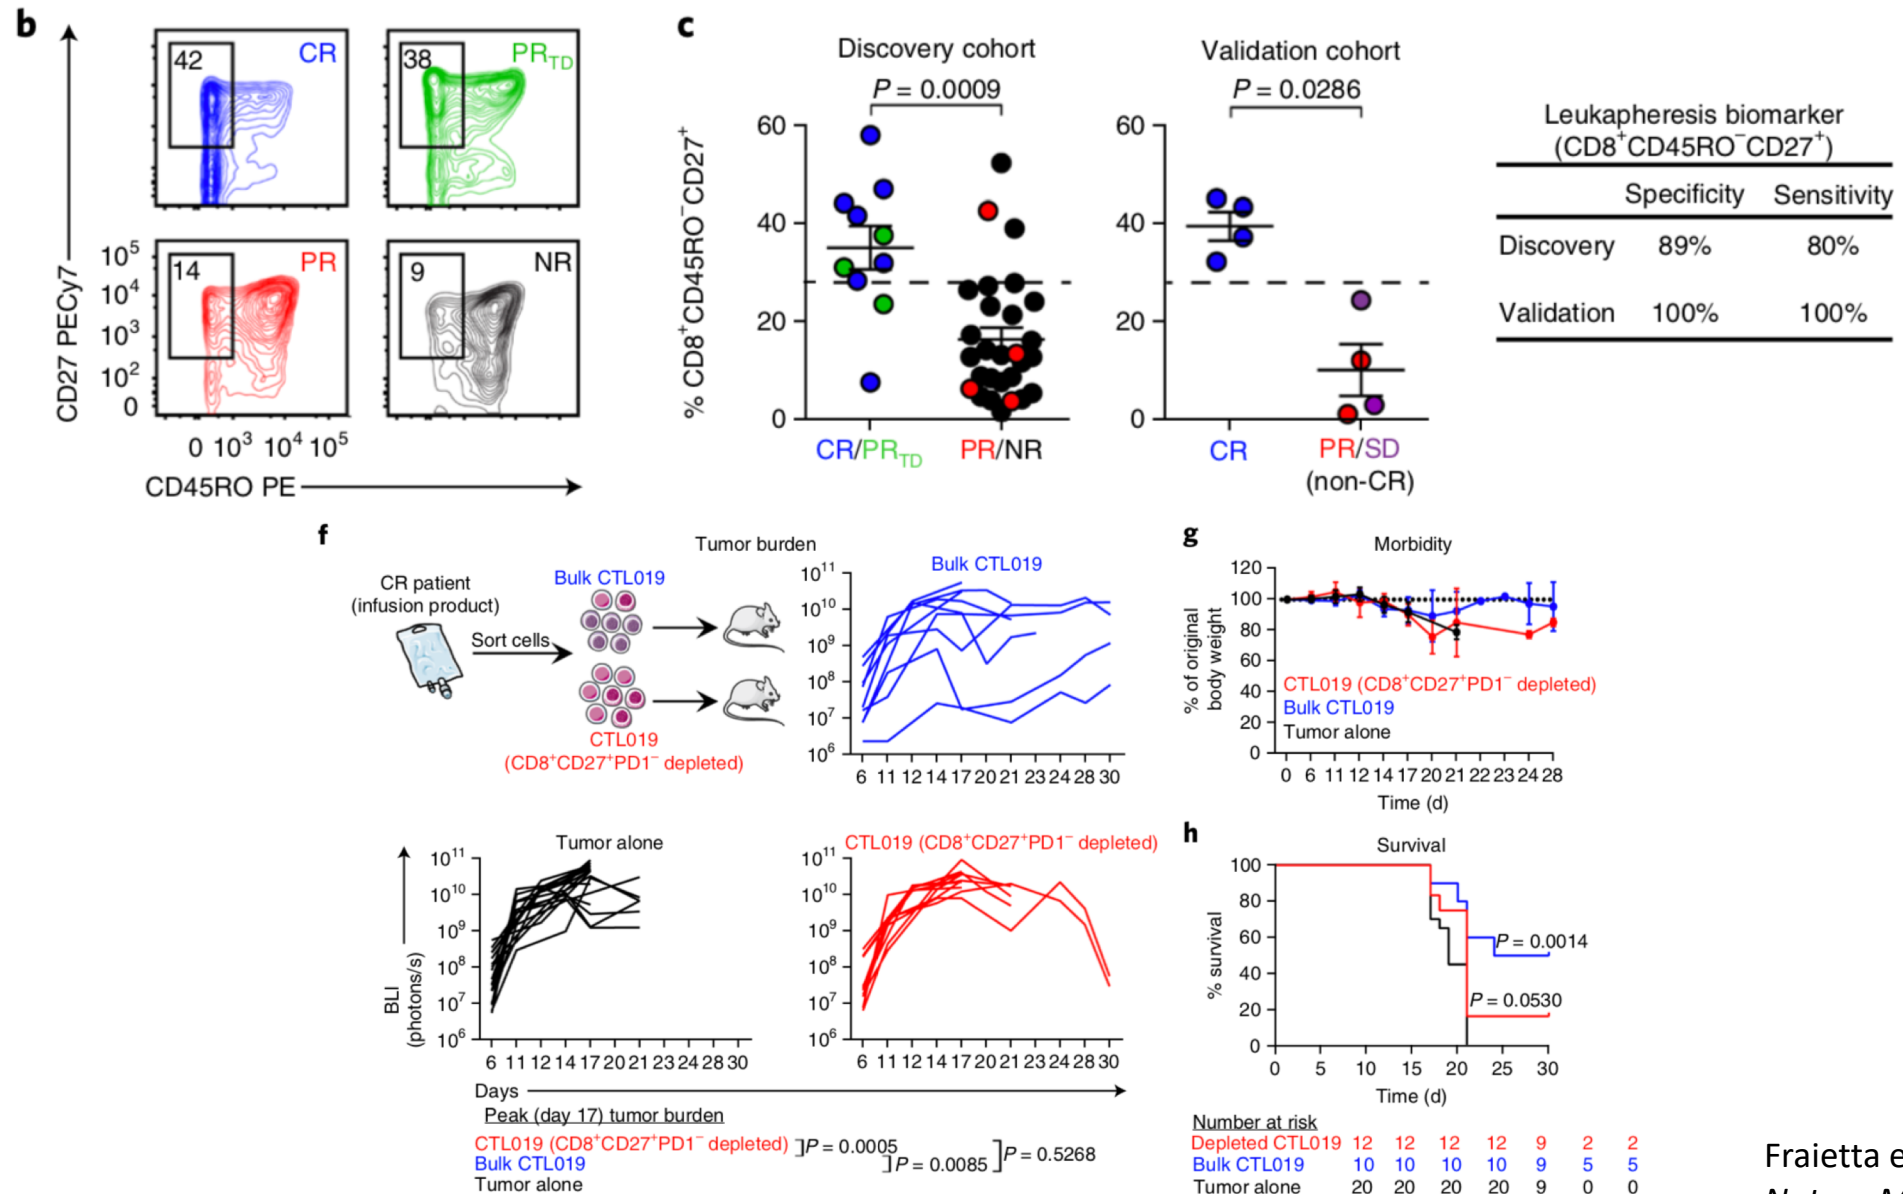 b
CD27 PECy7
42
CR
38
PR_TD
14
PR
9
NR
10⁵
10⁴
10³
10²
0
0 10³ 10⁴ 10⁵
CD45RO PE
c
Discovery cohort
P = 0.0009
% CD8⁺CD45RO⁻CD27⁺
60
40
20
0
CR/PR_TD PR/NR
Validation cohort
P = 0.0286
60
40
20
0
CR PR/SD
(non-CR)
Leukapheresis biomarker
(CD8⁺CD45RO⁻CD27⁺)
Specificity Sensitivity
Discovery 89% 80%
Validation 100% 100%
f
CR patient
(infusion product)
Sort cells
Bulk CTL019
CTL019
(CD8⁺CD27⁺PD1⁻ depleted)
Tumor burden
Bulk CTL019
10¹¹
10¹⁰
10⁹
10⁸
10⁷
10⁶
6 11 12 14 17 20 21 23 24 28 30
Tumor alone
BLI
(photons/s)
10¹¹
10¹⁰
10⁹
10⁸
10⁷
10⁶
6 11 12 14 17 20 21 23 24 28 30
CTL019 (CD8⁺CD27⁺PD1⁻ depleted)
10¹¹
10¹⁰
10⁹
10⁸
10⁷
10⁶
6 11 12 14 17 20 21 23 24 28 30
Days
Peak (day 17) tumor burden
CTL019 (CD8⁺CD27⁺PD1⁻ depleted)
Bulk CTL019
Tumor alone
P = 0.0005
P = 0.0085
P = 0.5268
g
Morbidity
% of original
body weight
120
100
80
60
40
20
0
CTL019 (CD8⁺CD27⁺PD1⁻ depleted)
Bulk CTL019
Tumor alone
0 6 11 12 14 17 20 21 22 23 24 28
Time (d)
h
Survival
% survival
100
80
60
40
20
0
P = 0.0014
P = 0.0530
0 5 10 15 20 25 30
Time (d)
Number at risk
Depleted CTL019 12 12 12 12 9 2 2
Bulk CTL019 10 10 10 10 9 5 5
Tumor alone 20 20 20 20 9 0 0
Fraietta e